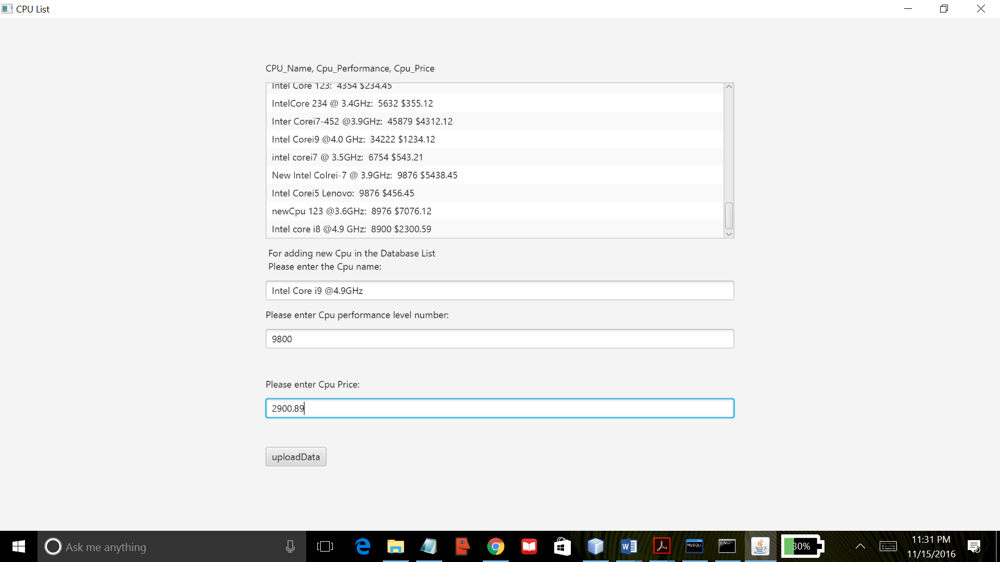 CPU List
CPU_Name, Cpu_Performance, Cpu_Price
Intel Core 123:  4354 $234.45
IntelCore 234 @ 3.4GHz:  5632 $355.12
Inter Corei7-452 @3.9GHz:  45879 $4312.12
Intel Corei9 @4.0 GHz:  34222 $1234.12
intel corei7 @ 3.5GHz:  6754 $543.21
New Intel Colrei-7 @ 3.9GHz:  9876 $5438.45
Intel Corei5 Lenovo:  9876 $456.45
newCpu 123 @3.6GHz:  8976 $7076.12
Intel core i8 @4.9 GHz:  8900 $2300.59
For adding new Cpu in the Database List
Please enter the Cpu name:
Intel Core i9 @4.9GHz
Please enter Cpu performance level number:
9800
Please enter Cpu Price:
2900.89
uploadData
Ask me anything
MySQL
C:\
30%
11:31 PM
11/15/2016